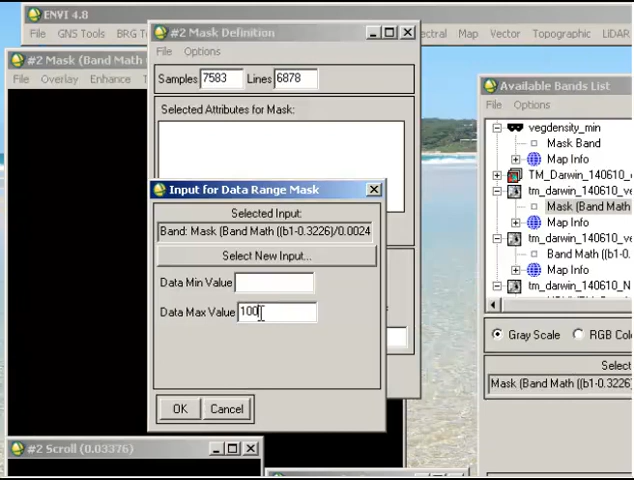 ENVI 4.8
File GNS Tools BRG T
ectral Map Vector Topographic LiDAR
#2 Mask Definition
File Options
Samples 7583 Lines 6878
Selected Attributes for Mask:
#2 Mask (Band Math
File Overlay Enhance T
Input for Data Range Mask
Selected Input:
Band: Mask (Band Math ((b1-0.3226)/0.0024
Select New Input...
Data Min Value
Data Max Value 100
OK Cancel
#2 Scroll (0.03376)
Available Bands List
File Options
vegdensity_min
Mask Band
Map Info
TM_Darwin_140610_
tm_darwin_140610_ve
Mask (Band Math
Map Info
tm_darwin_140610_ve
Band Math ((b1-0.
Map Info
tm_darwin_140610_N
Gray Scale RGB Colo
Select
Mask (Band Math ((b1-0.3226)